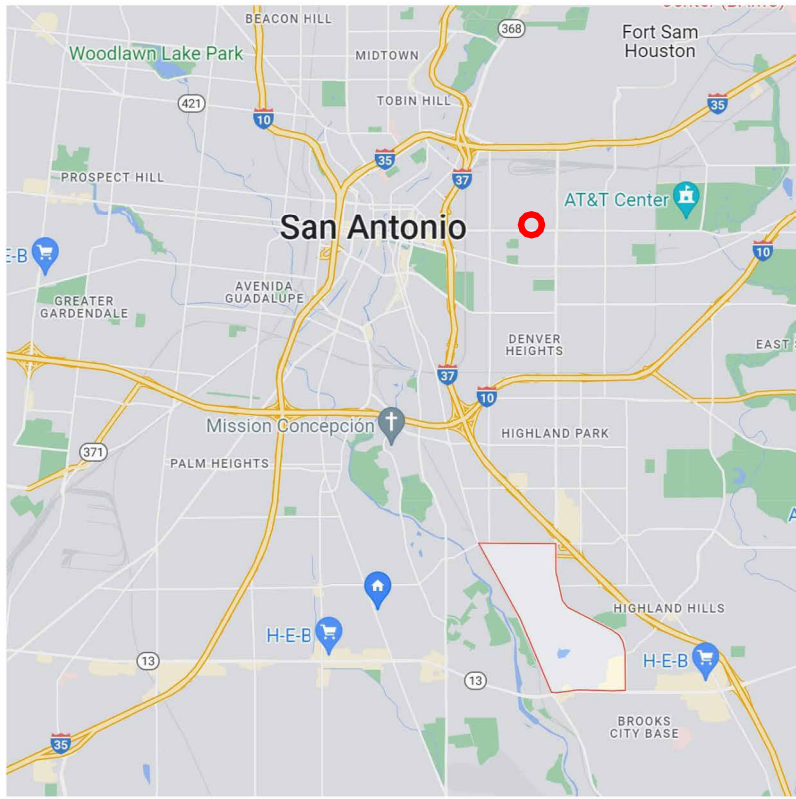 BEACON HILL
Fort Sam
Houston
368
Woodlawn Lake Park
MIDTOWN
TOBIN HILL
421
10
35
35
37
PROSPECT HILL
AT&T Center
San Antonio
E-B
10
AVENIDA
GUADALUPE
GREATER
GARDENDALE
DENVER
HEIGHTS
EAST
37
10
Mission Concepción
HIGHLAND PARK
371
PALM HEIGHTS
A
HIGHLAND HILLS
H-E-B
H-E-B
13
13
BROOKS
CITY BASE
35
37